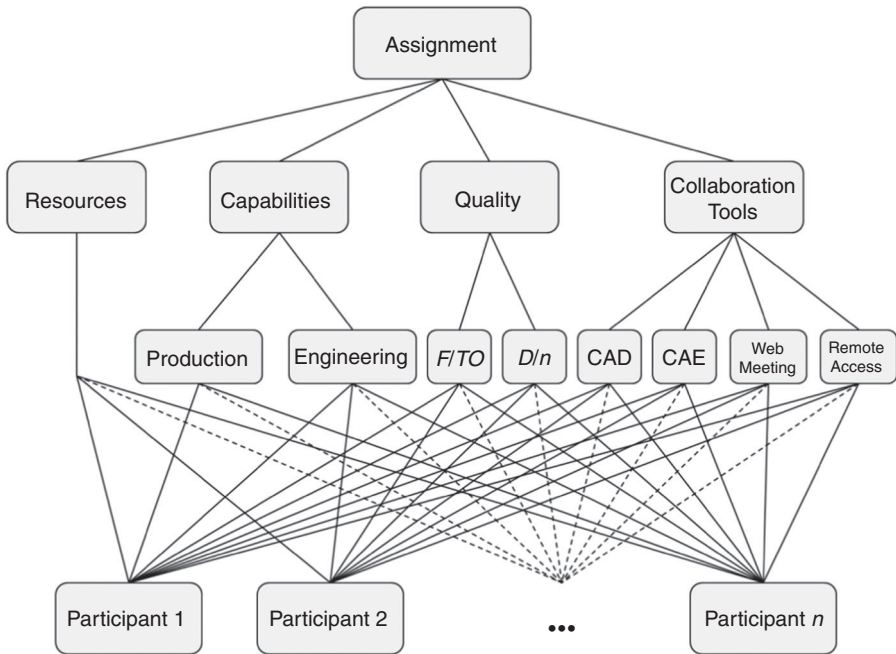 Assignment
Resources
Capabilities
Quality
Collaboration
Tools
Production
Engineering
F/TO
D/n
CAD
CAE
Web
Meeting
Remote
Access
Participant 1
Participant 2
...
Participant n